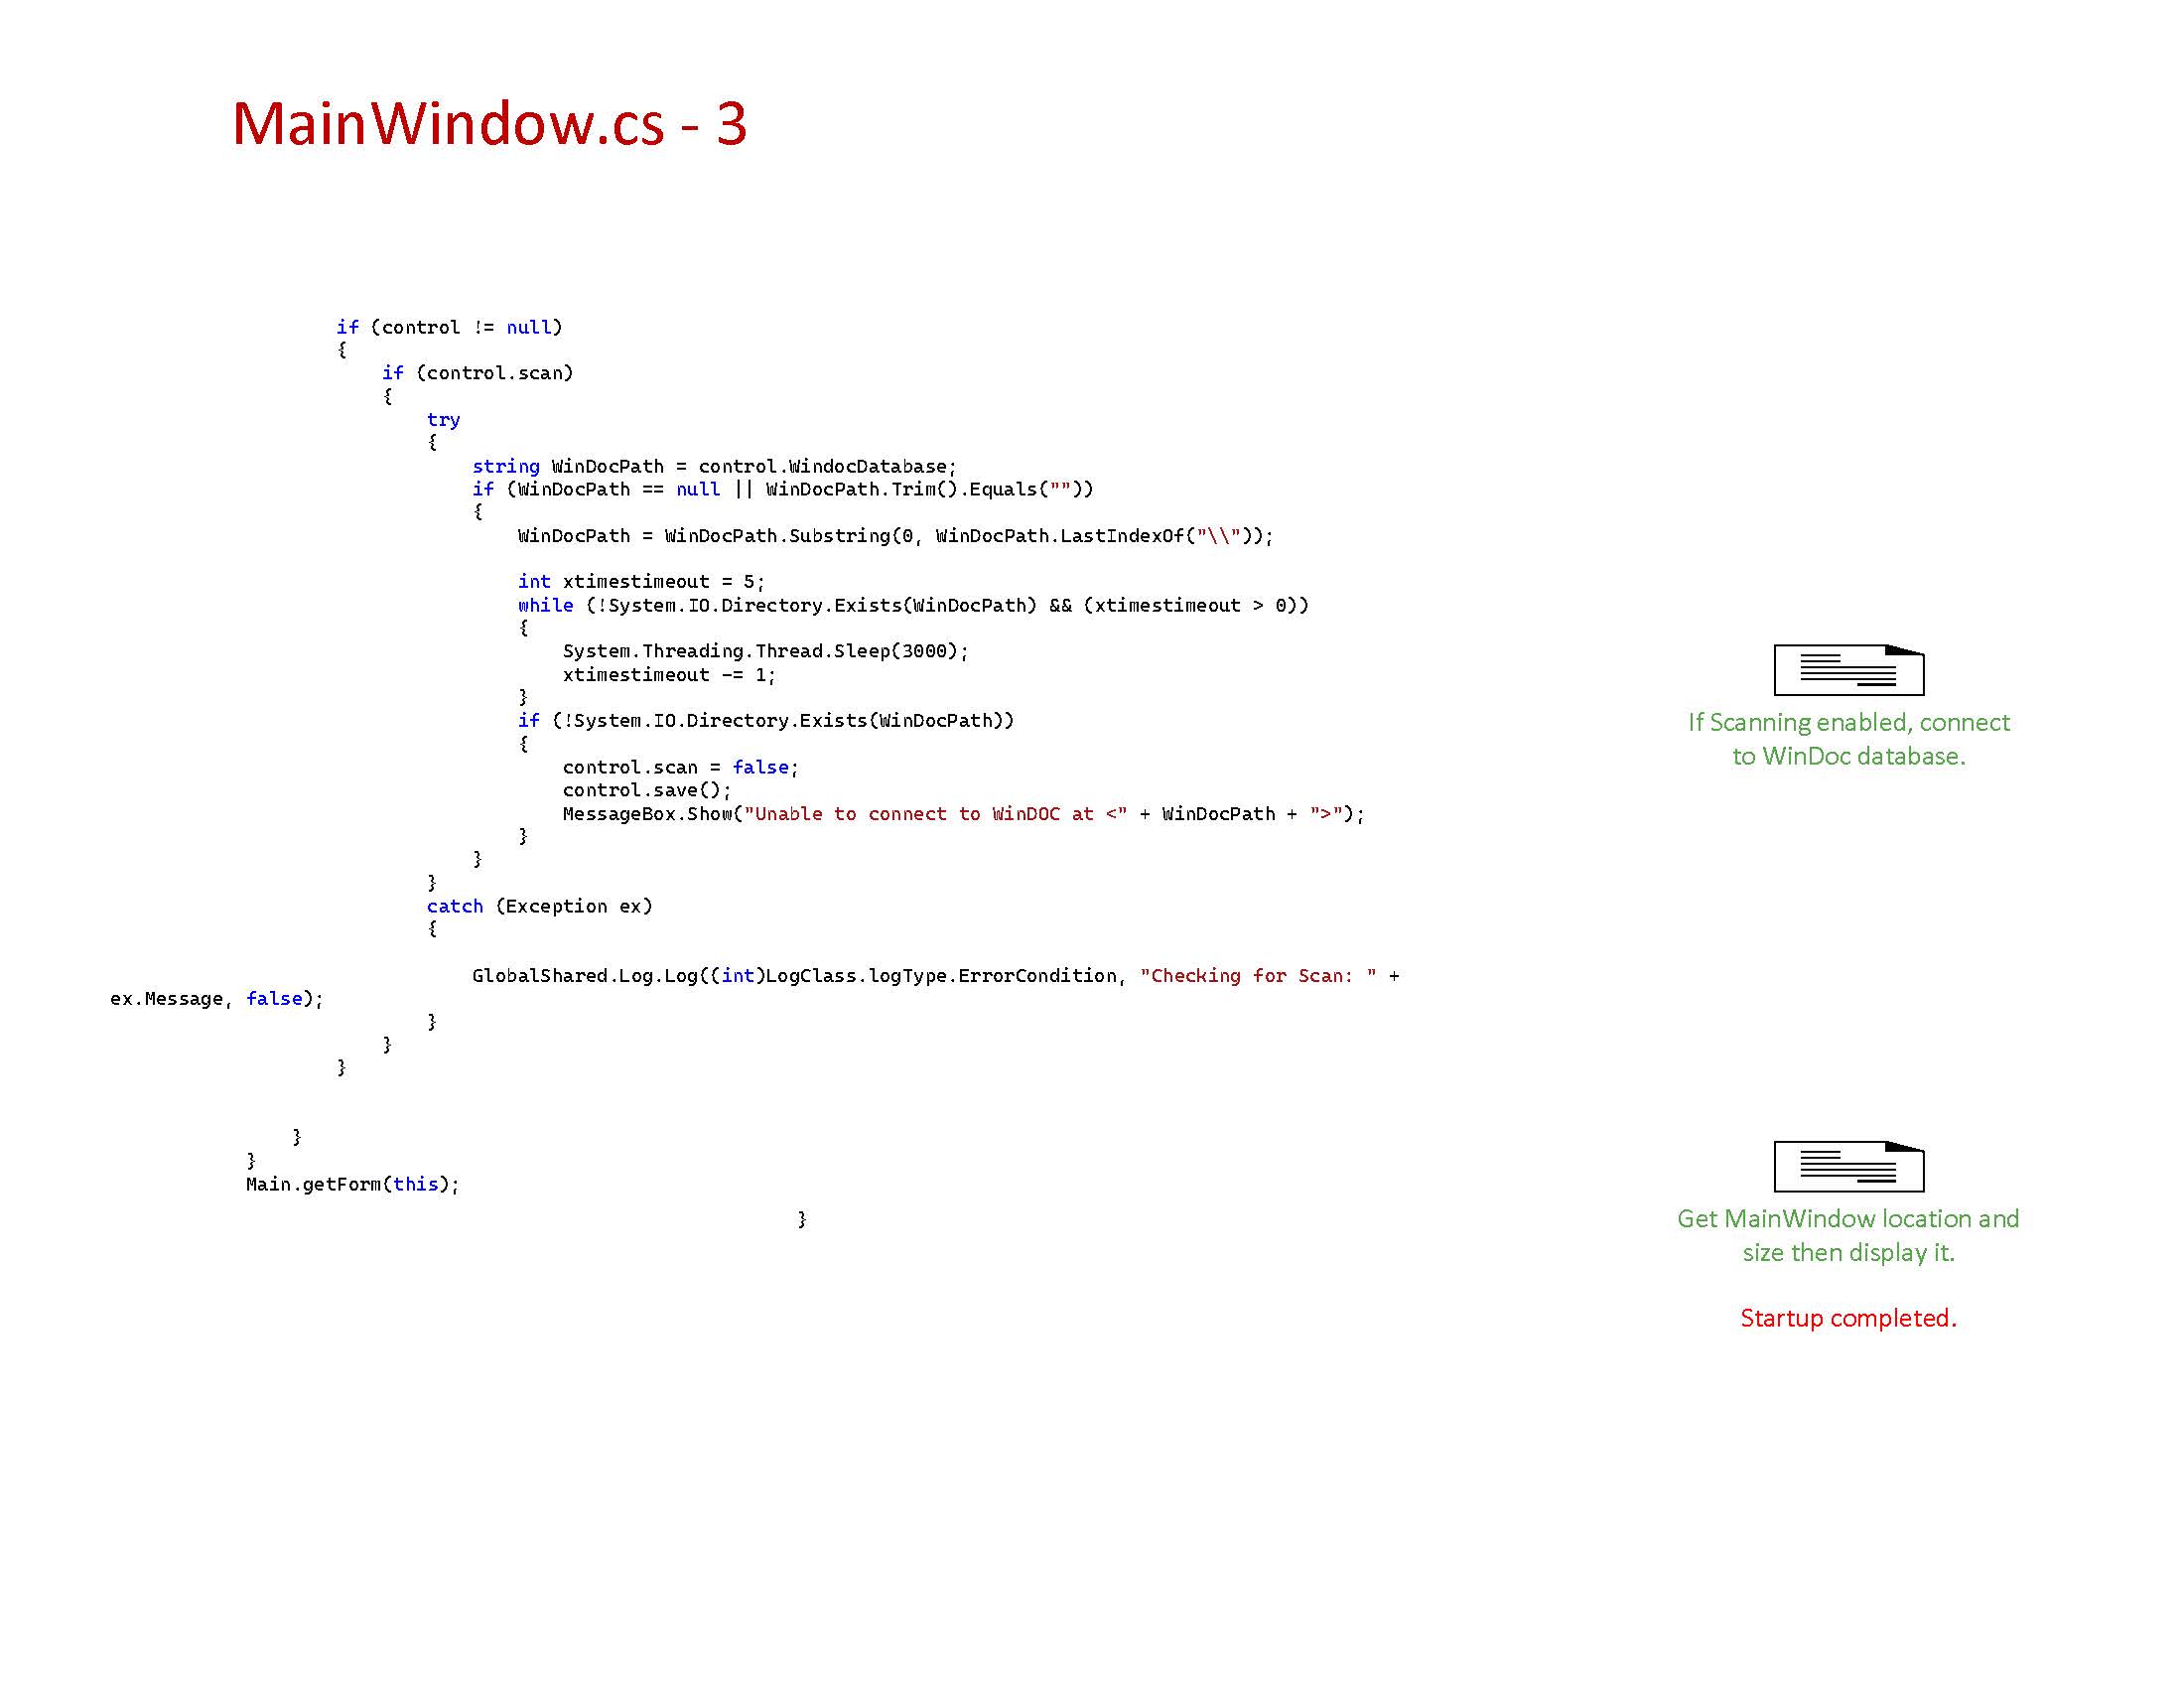 MainWindow.cs - 3
if (control != null)
{
if (control.scan)
{
try
{
string WinDocPath = control.WindocDatabase;
if (WinDocPath == null || WinDocPath.Trim().Equals(""))
{
WinDocPath = WinDocPath.Substring(0, WinDocPath.LastIndexOf("\\"));
int xtimestimeout = 5;
while (!System.IO.Directory.Exists(WinDocPath) && (xtimestimeout > 0))
{
System.Threading.Thread.Sleep(3000);
xtimestimeout -= 1;
}
if (!System.IO.Directory.Exists(WinDocPath))
{
control.scan = false;
control.save();
MessageBox.Show("Unable to connect to WinDOC at <" + WinDocPath + ">");
}
}
}
catch (Exception ex)
{
GlobalShared.Log.Log((int)LogClass.logType.ErrorCondition, "Checking for Scan: " +
ex.Message, false);
}
}
}
}
}
Main.getForm(this);
}
If Scanning enabled, connect
to WinDoc database.
Get MainWindow location and
size then display it.
Startup completed.